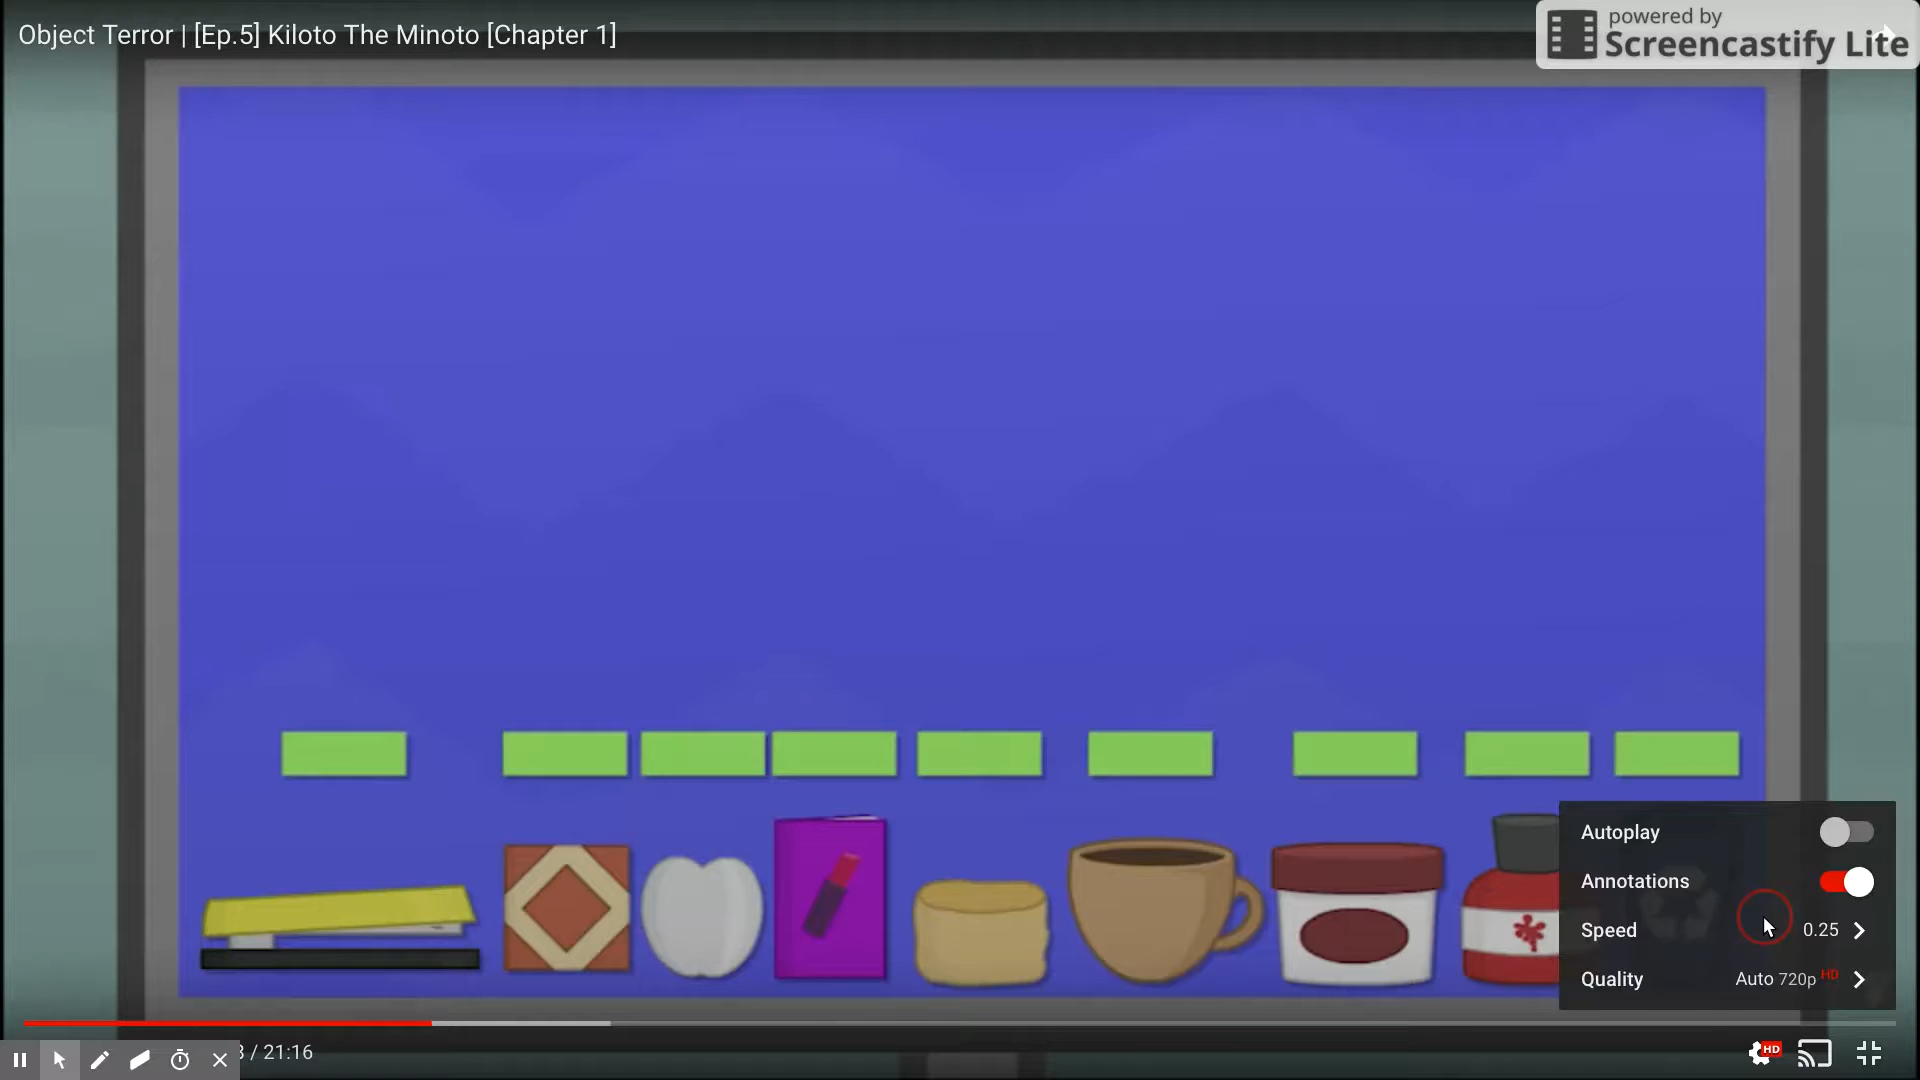 Object Terror | [Ep.5] Kiloto The Minoto [Chapter 1]
powered by
Screencastify Lite
Autoplay
Annotations
Speed 0.25
Quality Auto 720p HD
/ 21:16
HD